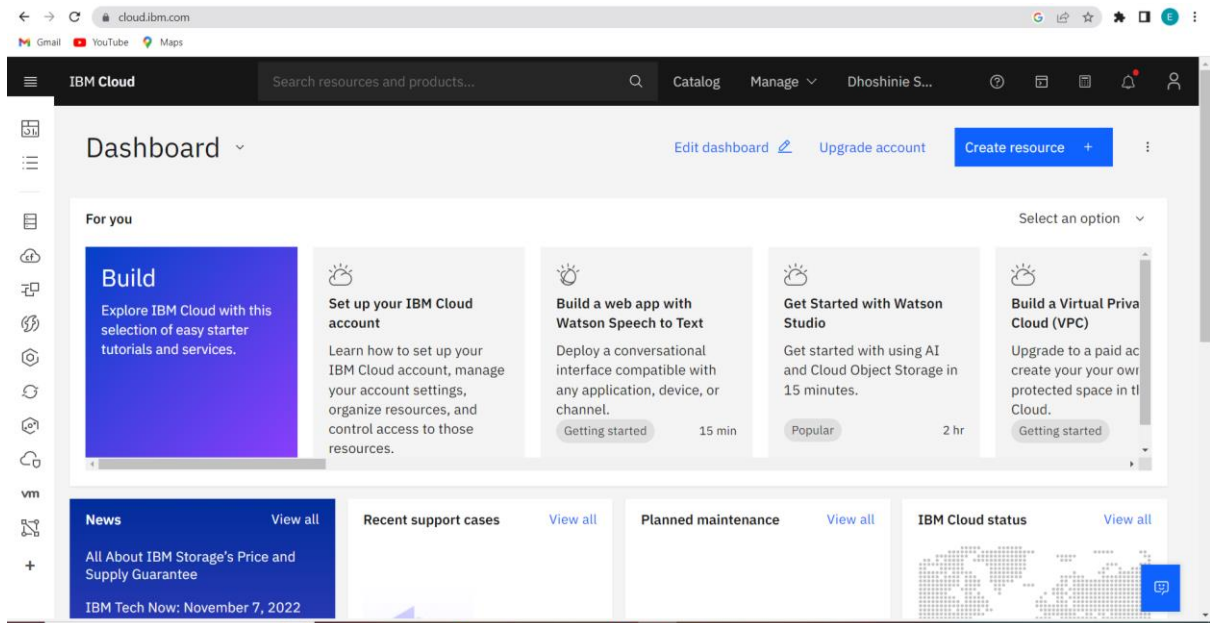 cloud.ibm.com
Gmail YouTube Maps
IBM Cloud Search resources and products... Catalog Manage Dhoshinie S...
Dashboard Edit dashboard Upgrade account Create resource +
For you Select an option
Build
Explore IBM Cloud with this
selection of easy starter
tutorials and services.
Set up your IBM Cloud
account
Learn how to set up your
IBM Cloud account, manage
your account settings,
organize resources, and
control access to those
resources.
Build a web app with
Watson Speech to Text
Deploy a conversational
interface compatible with
any application, device, or
channel.
Getting started 15 min
Get Started with Watson
Studio
Get started with using AI
and Cloud Object Storage in
15 minutes.
Popular 2 hr
Build a Virtual Priva
Cloud (VPC)
Upgrade to a paid ac
create your your own
protected space in th
Cloud.
Getting started
vm
News View all
All About IBM Storage's Price and
Supply Guarantee
IBM Tech Now: November 7, 2022
Recent support cases View all
Planned maintenance View all
IBM Cloud status View all